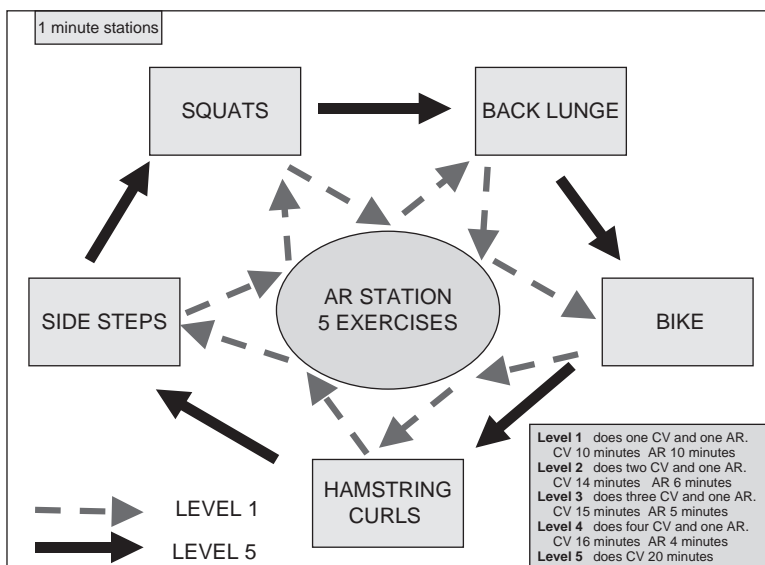 1 minute stations
SQUATS
BACK LUNGE
AR STATION
5 EXERCISES
SIDE STEPS
BIKE
HAMSTRING
CURLS
LEVEL 1
LEVEL 5
Level 1 does one CV and one AR.
CV 10 minutes AR 10 minutes
Level 2 does two CV and one AR.
CV 14 minutes AR 6 minutes
Level 3 does three CV and one AR.
CV 15 minutes AR 5 minutes
Level 4 does four CV and one AR.
CV 16 minutes AR 4 minutes
Level 5 does CV 20 minutes